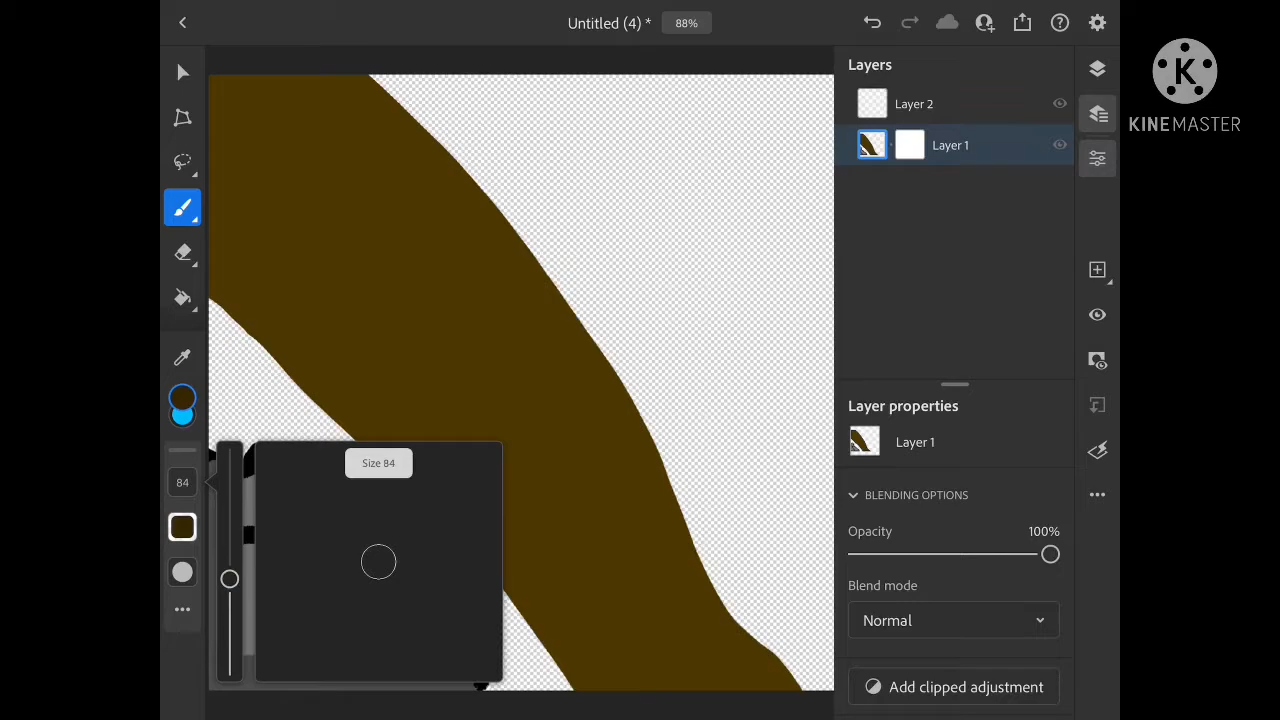 Untitled (4) *
88%
Layers
Layer 2
Layer 1
K
KINEMASTER
Layer properties
Layer 1
BLENDING OPTIONS
Opacity
100%
Blend mode
Normal
Add clipped adjustment
84
Size 84